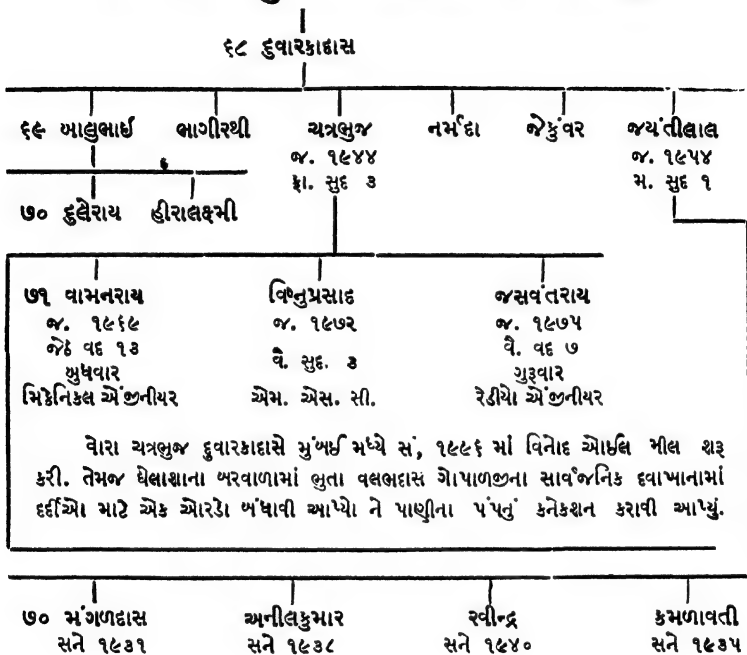 ૬૮ દુવારકાદાસ
૬૯ બાલુભાઈ ભાગીરથી ચત્રભુજ નર્મદા જેકુંવર જયંતીલાલ
જ. ૧૯૪૪ જ. ૧૯૫૪
ફા. સુદ ૩ મ. સુદ ૧
૭૦ દુલેરાય હીરાલક્ષ્મી
૭૧ વામનરાય વિષ્નુપ્રસાદ જસવંતરાય
જ. ૧૯૬૯ જ. ૧૯૭૨ જ. ૧૯૭૫
જેઠ વદ ૧૩ વૈ. સુદ. ૩ વૈ. વદ ૭
બુધવાર ગુરૂવાર
મિકેનિકલ એંજીનીયર એમ. એસ. સી. રેડીયો એંજીનીયર
વોરા ચત્રભુજ દુવારકાદાસે મુંબઈ મધ્યે સં, ૧૯૯૬ માં વિનોદ ઓઈલ મીલ શરૂ
કરી. તેમજ ઘેલાશાના બરવાળામાં ભુતા વલભદાસ ગોપાળજીના સાર્વજનિક દવાખાનામાં
દર્દીઓ માટે એક ઓરડો બંધાવી આપ્યો ને પાણીના પંપનું કનેકશન કરાવી આપ્યું.
૭૦ મંગળદાસ અનીલકુમાર રવીન્દ્ર કમળાવતી
સને ૧૯૩૧ સને ૧૯૩૮ સને ૧૯૪૦ સને ૧૯૩૫